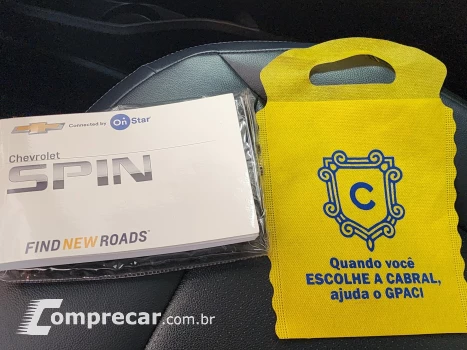 Connected by OnStar
Chevrolet
SPIN
FIND NEW ROADS
C
Quando você
ESCOLHE A CABRAL,
ajuda o GPACI
Comprecar.com.br